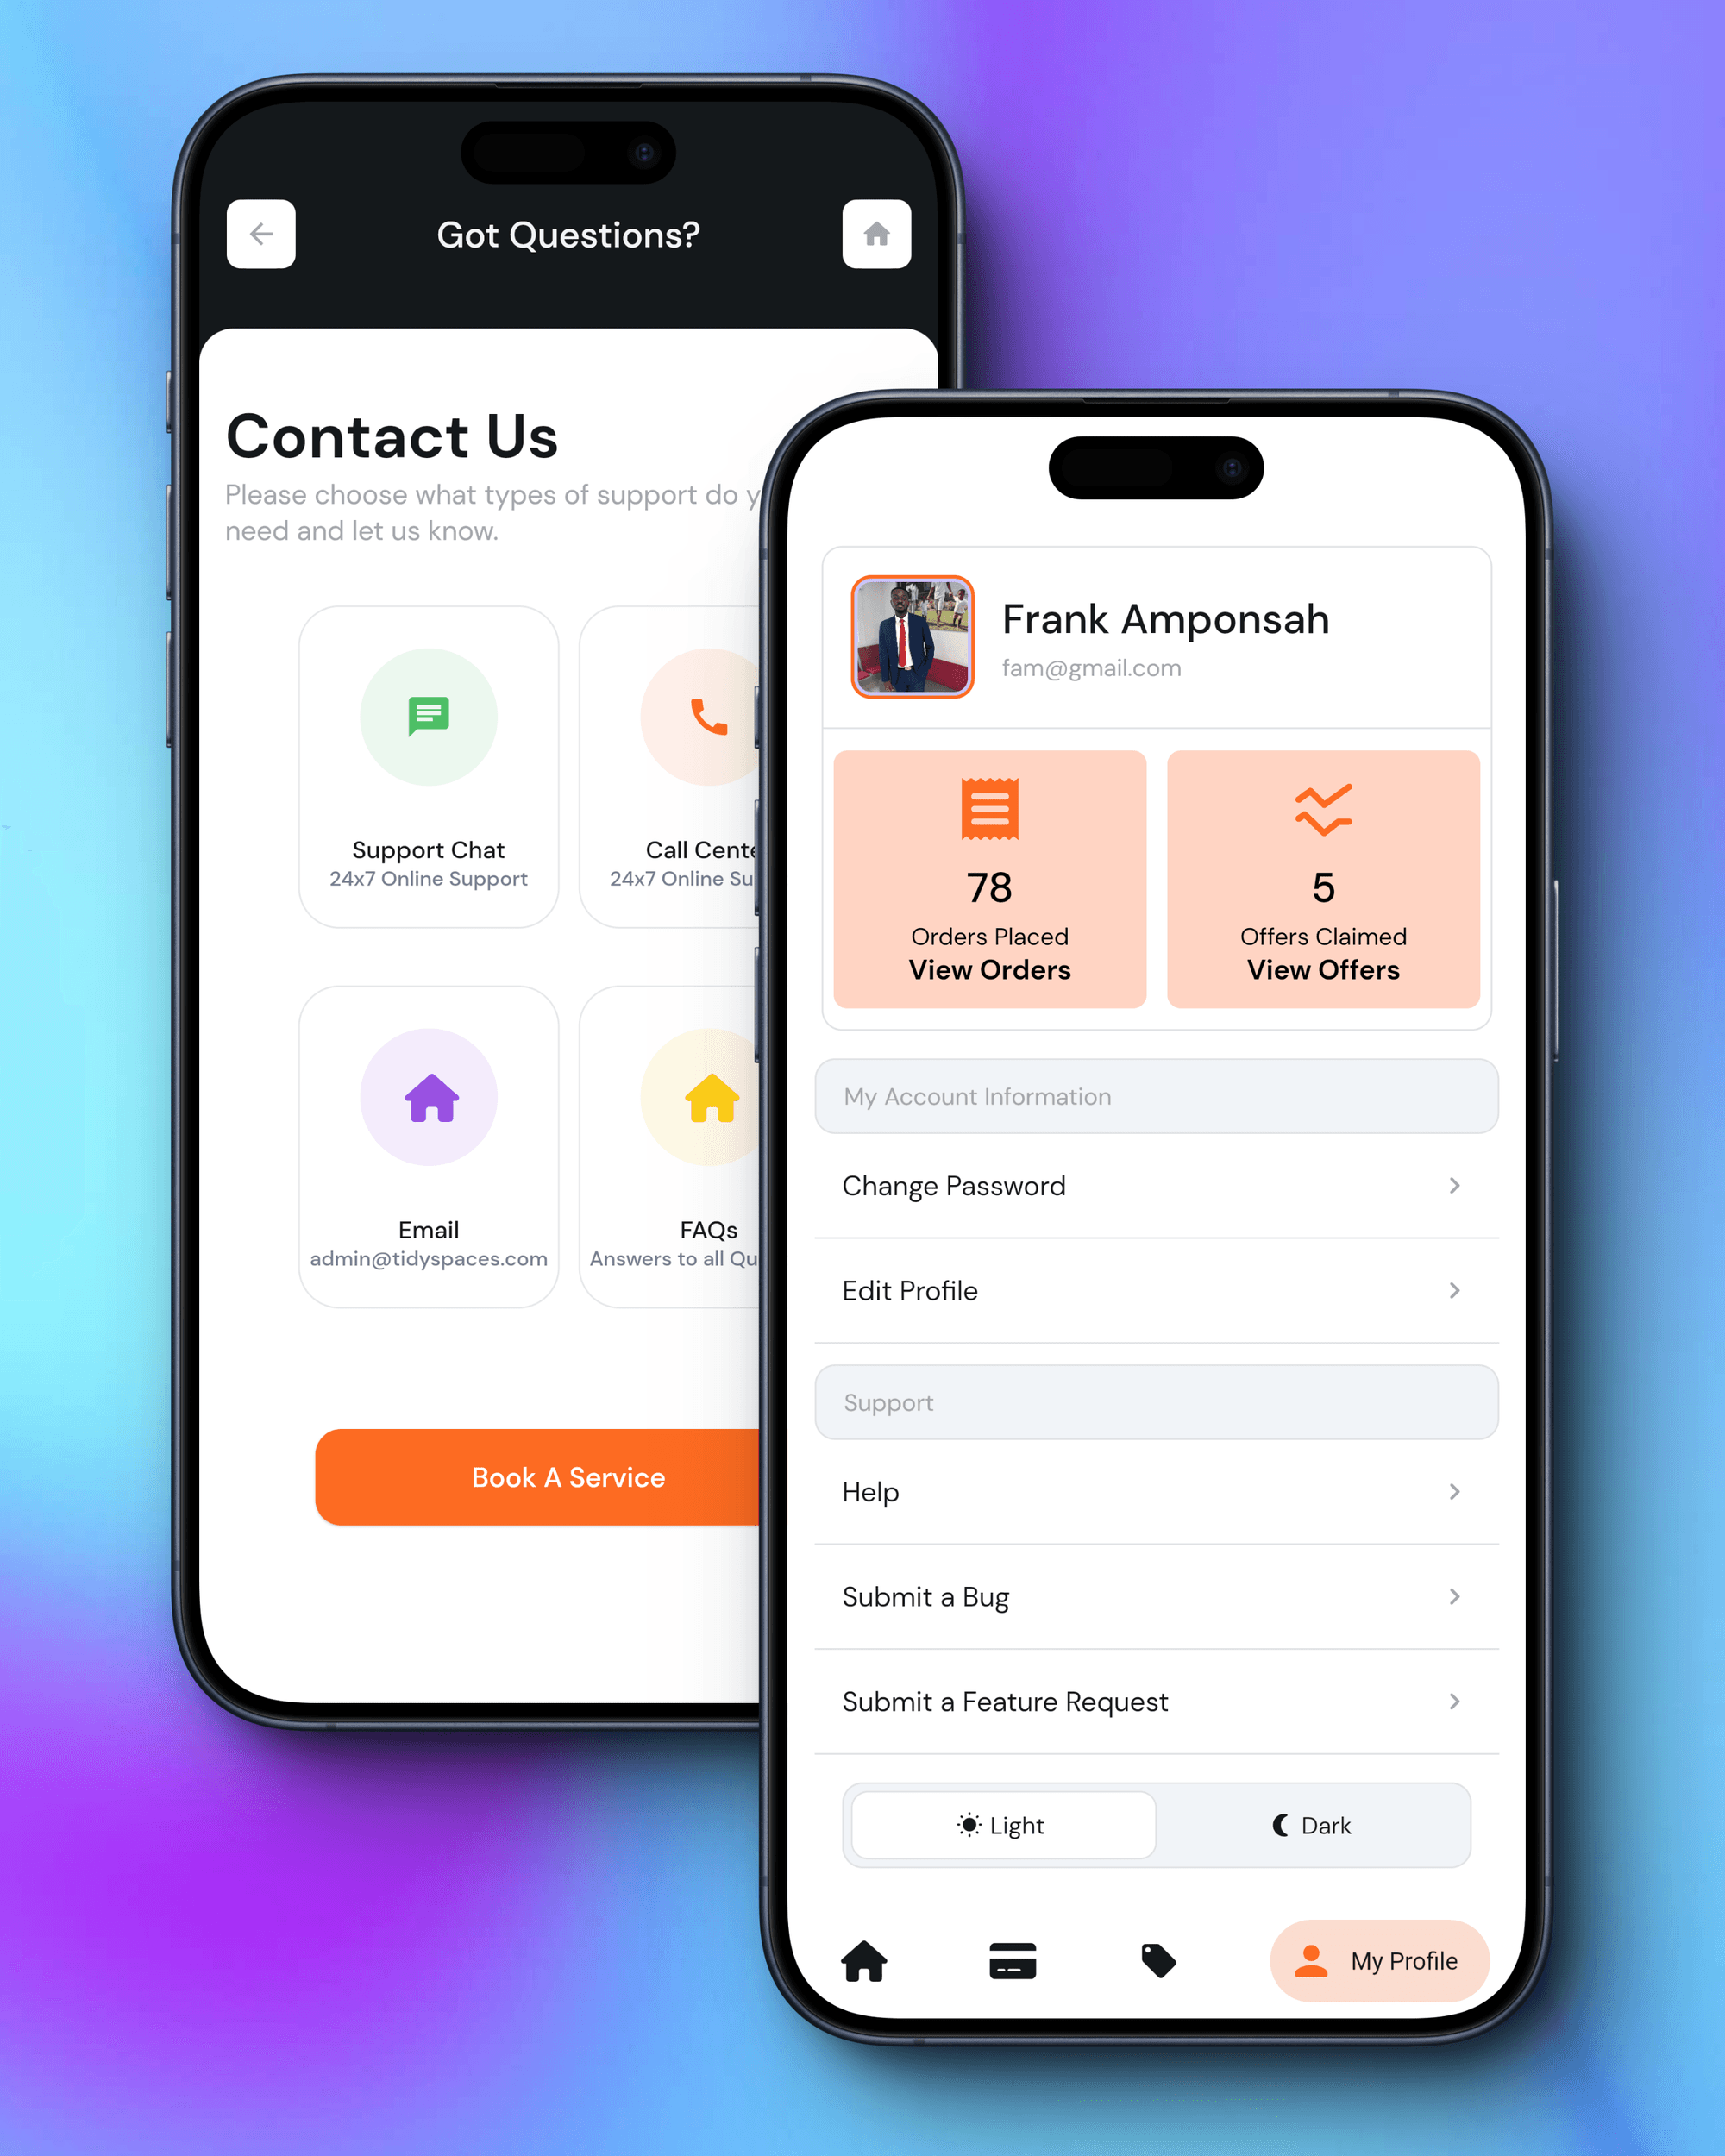 Got Questions?
Contact Us
Please choose what types of support do
need and let us know.
Support Chat
24x7 Online Support
Call
24x7 Online
Email
admin@tidyspaces.com
FAQs
Answers to all
Book A Service
Frank Amponsah
fam@gmail.com
78
Orders Placed
View Orders
5
Offers Claimed
View Offers
My Account Information
Change Password
Edit Profile
Support
Help
Submit a Bug
Submit a Feature Request
Light
Dark
My Profile